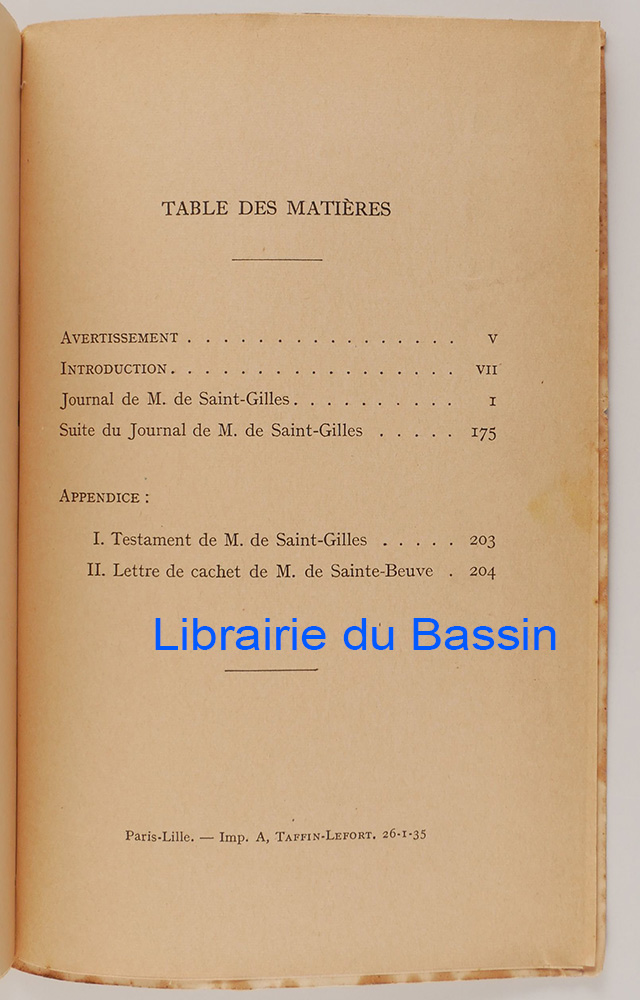 TABLE DES MATIÈRES
AVERTISSEMENT . . . . . . . . . . . . . . . . V
INTRODUCTION. . . . . . . . . . . . . . . . . VII
Journal de M. de Saint-Gilles. . . . . . . . . . 1
Suite du Journal de M. de Saint-Gilles . . . . . 175
APPENDICE :
I. Testament de M. de Saint-Gilles . . . . . 203
II. Lettre de cachet de M. de Sainte-Beuve . 204
Librairie du Bassin
Paris-Lille. — Imp. A, TAFFIN-LEFORT. 26-1-35